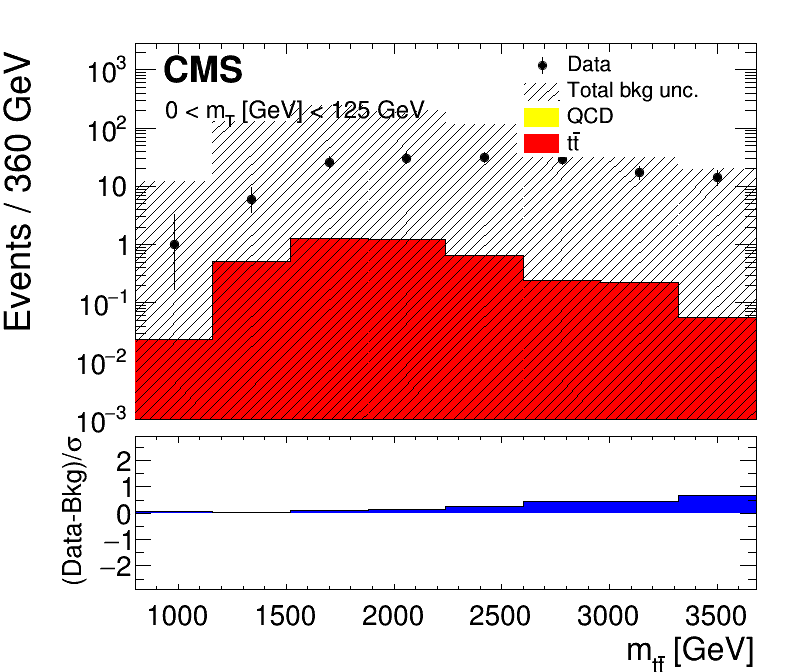 CMS
0 < m_T [GeV] < 125 GeV
Data
Total bkg unc.
QCD
tt̄
Events / 360 GeV
10³
10²
10
1
10⁻¹
10⁻²
10⁻³
(Data-Bkg)/σ
2
1
0
−1
−2
1000 1500 2000 2500 3000 3500
m_tt̄ [GeV]